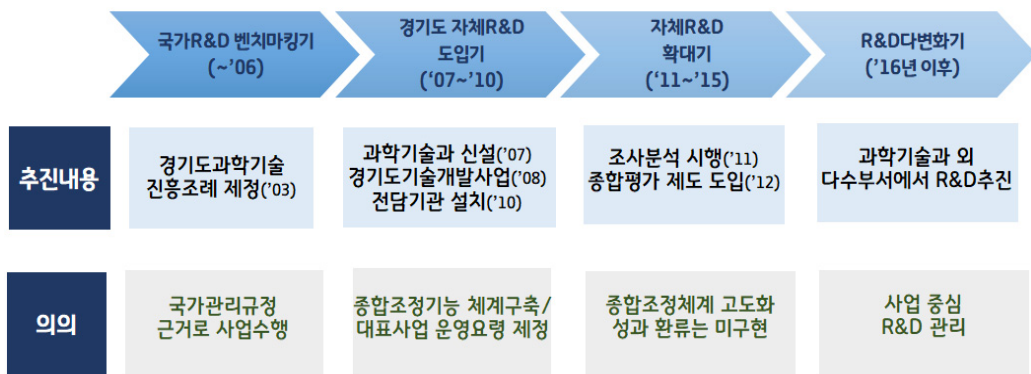 국가R&D 벤치마킹기
(~'06)
경기도 자체R&D
도입기
('07~'10)
자체R&D
확대기
('11~'15)
R&D다변화기
('16년 이후)
추진내용
경기도과학기술
진흥조례 제정('03)
과학기술과 신설('07)
경기도기술개발사업('08)
전담기관 설치('10)
조사분석 시행('11)
종합평가 제도 도입('12)
과학기술과 외
다수부서에서 R&D추진
의의
국가관리규정
근거로 사업수행
종합조정기능 체계구축/
대표사업 운영요령 제정
종합조정체계 고도화
성과 환류는 미구현
사업 중심
R&D 관리